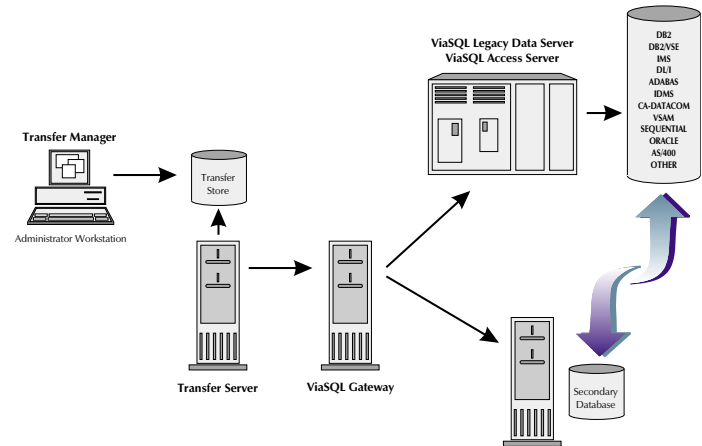 ViaSQL Legacy Data Server
ViaSQL Access Server
DB2
DB2/VSE
IMS
DL/I
ADABAS
IDMS
CA-DATACOM
VSAM
SEQUENTIAL
ORACLE
AS/400
OTHER
Transfer Manager
Administrator Workstation
Transfer
Store
Transfer Server
ViaSQL Gateway
Secondary
Database